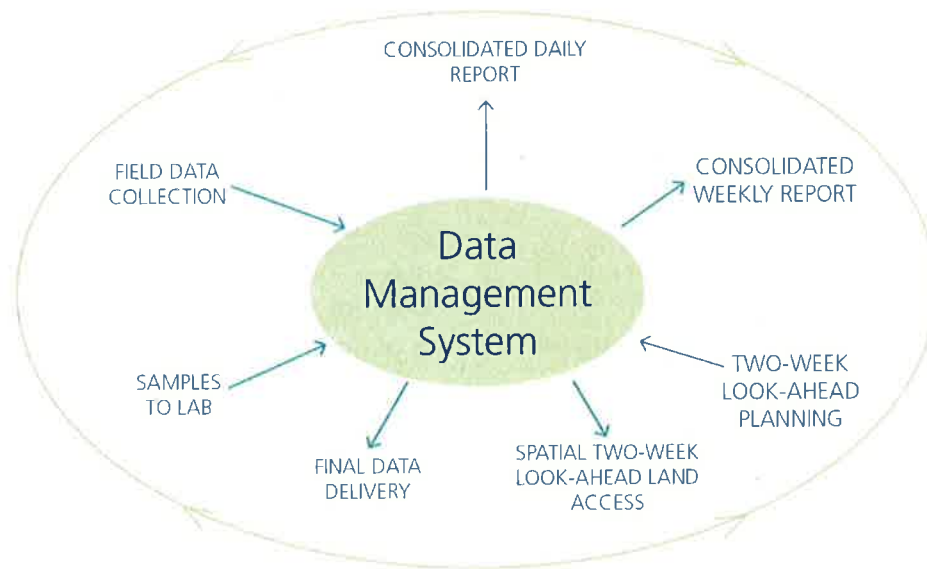 CONSOLIDATED DAILY
REPORT
FIELD DATA
COLLECTION
CONSOLIDATED
WEEKLY REPORT
Data
Management
System
SAMPLES
TO LAB
TWO-WEEK
LOOK-AHEAD
PLANNING
FINAL DATA
DELIVERY
SPATIAL TWO-WEEK
LOOK-AHEAD LAND
ACCESS